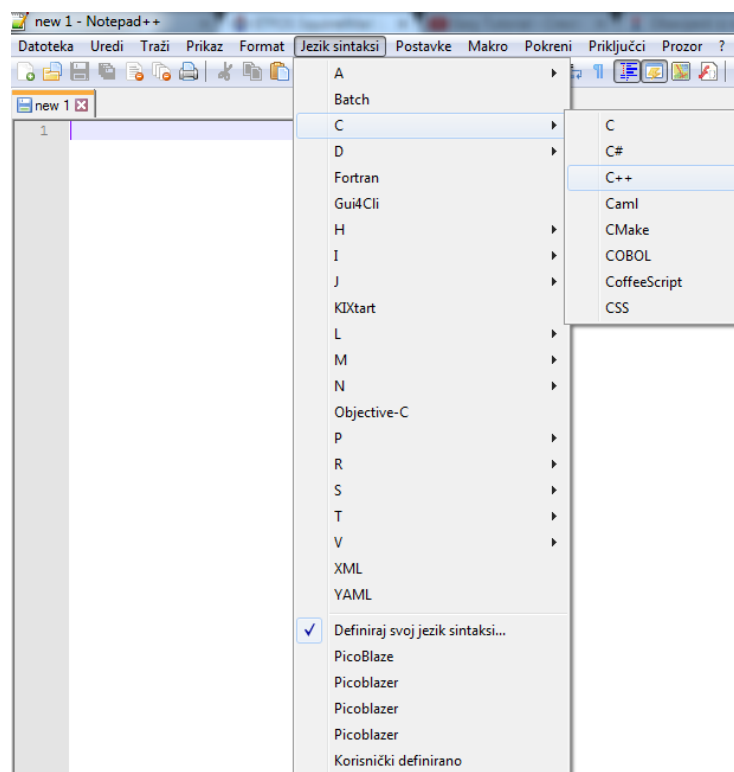 new 1 - Notepad++
Datoteka Uredi Traži Prikaz Format Jezik sintaksi Postavke Makro Pokreni Priključci Prozor ?
new 1
1
A
Batch
C
D
Fortran
Gui4Cli
H
I
J
KIXtart
L
M
N
Objective-C
P
R
S
T
V
XML
YAML
Definiraj svoj jezik sintaksi...
PicoBlaze
Picoblazer
Picoblazer
Picoblazer
Korisnički definirano
C
C#
C++
Caml
CMake
COBOL
CoffeeScript
CSS